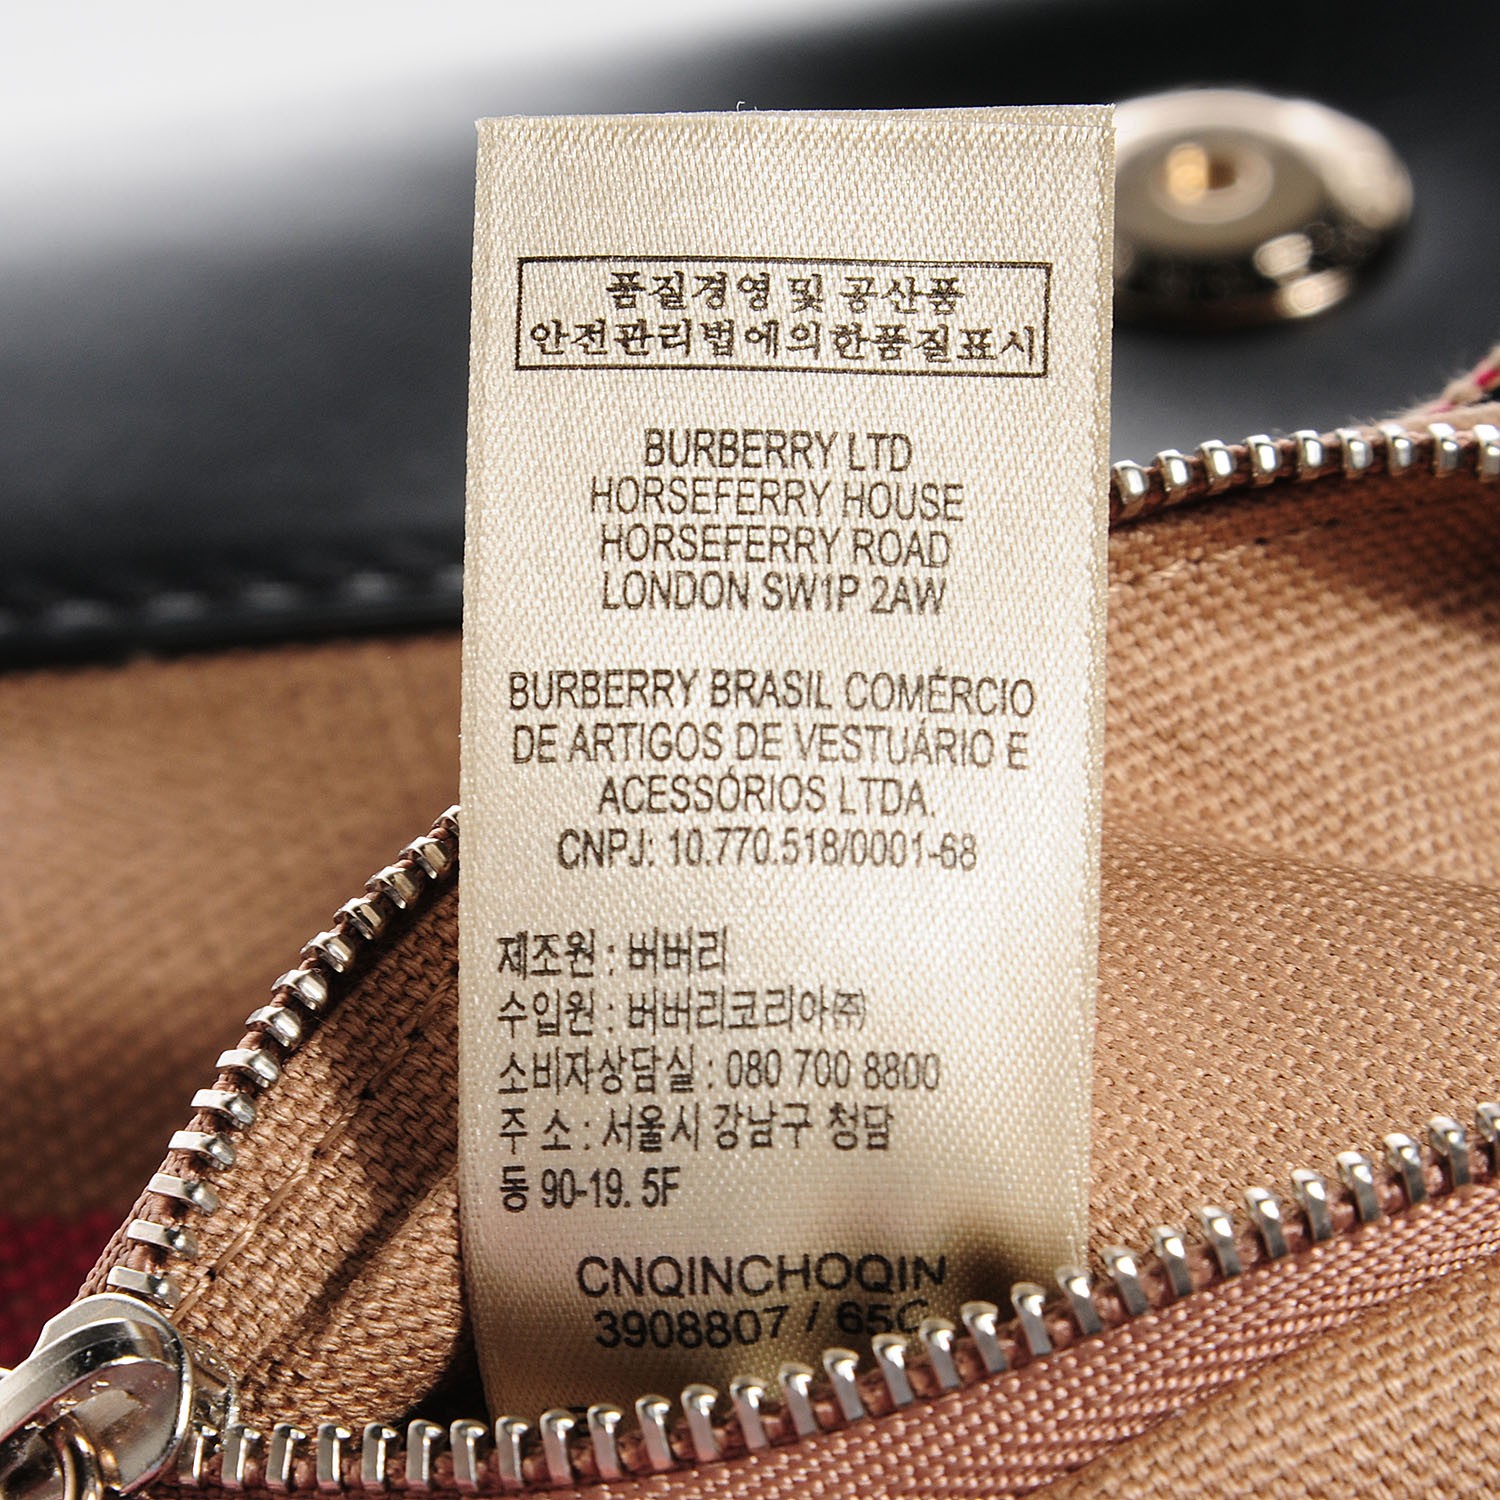 품질경영 및 공산품
안전관리법에의한품질표시
BURBERRY LTD
HORSEFERRY HOUSE
HORSEFERRY ROAD
LONDON SW1P 2AW
BURBERRY BRASIL COMÉRCIO
DE ARTIGOS DE VESTUÁRIO E
ACESSÓRIOS LTDA.
CNPJ: 10.770.518/0001-68
제조원 : 버버리
수입원 : 버버리코리아㈜
소비자상담실 : 080 700 8800
주 소 : 서울시 강남구 청담
동 90-19. 5F
CNQINCHOQIN
3908807 /